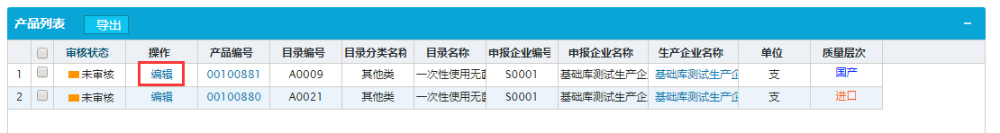 产品列表 导出
审核状态 操作 产品编号 目录编号 目录分类名称 目录名称 申报企业编号 申报企业名称 生产企业名称 单位 质量层次
1 未审核 编辑 00100881 A0009 其他类 一次性使用无菌 S0001 基础库测试生产企 基础库测试生产企 支 国产
2 未审核 编辑 00100880 A0021 其他类 一次性使用无菌 S0001 基础库测试生产企 基础库测试生产企 支 进口